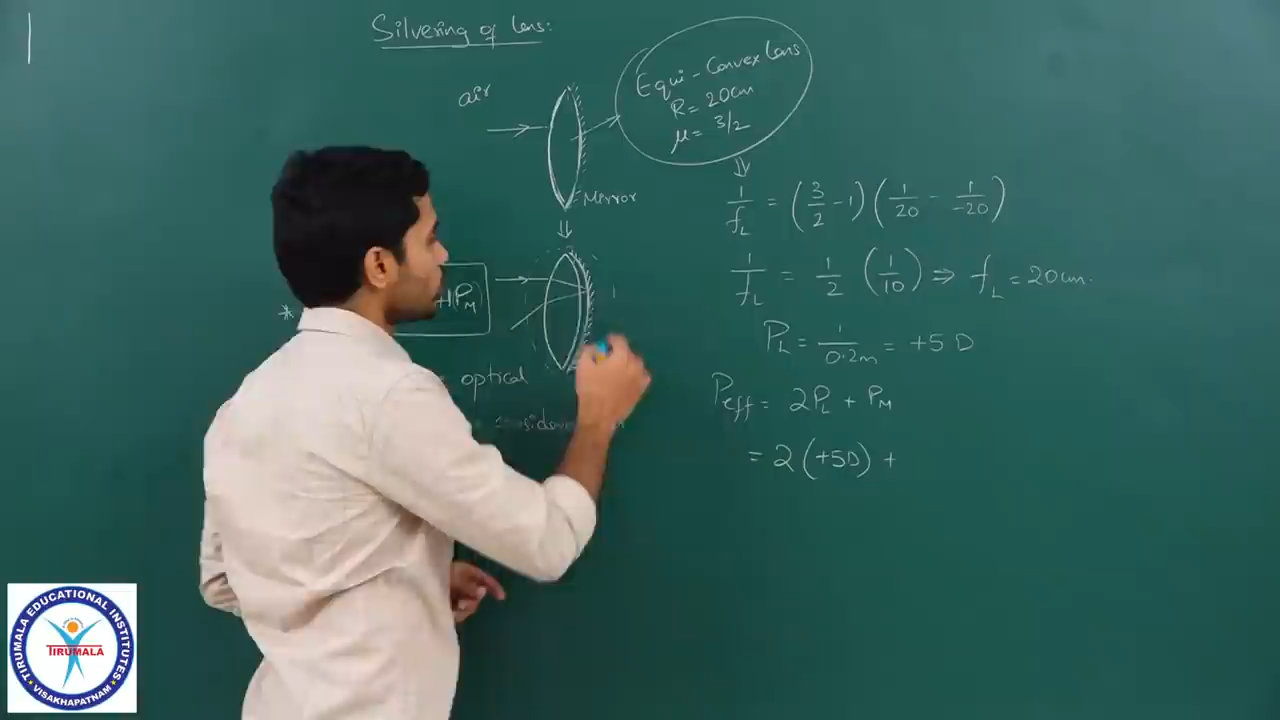 Silvering of Lens:
air
Equi-Convex Lens
R = 20cm
μ = 3/2
Mirror
1/f_L = (3/2 - 1)(1/20 - 1/-20)
1/f_L = 1/2 (1/10) ⇒ f_L = 20cm.
P_L = 1/0.2m = +5 D
P_eff = 2P_L + P_M
= 2(+5D) +
* +1(P_M)
optical
TIRUMALA EDUCATIONAL INSTITUTES
TIRUMALA
VISAKHAPATNAM